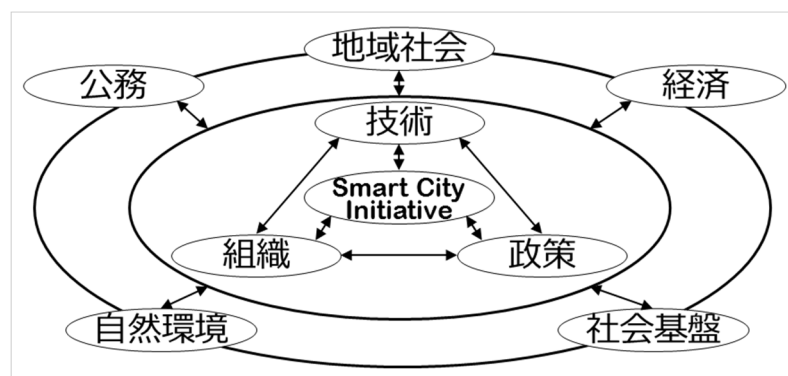 地域社会
公務
経済
技術
Smart City
Initiative
組織
政策
自然環境
社会基盤